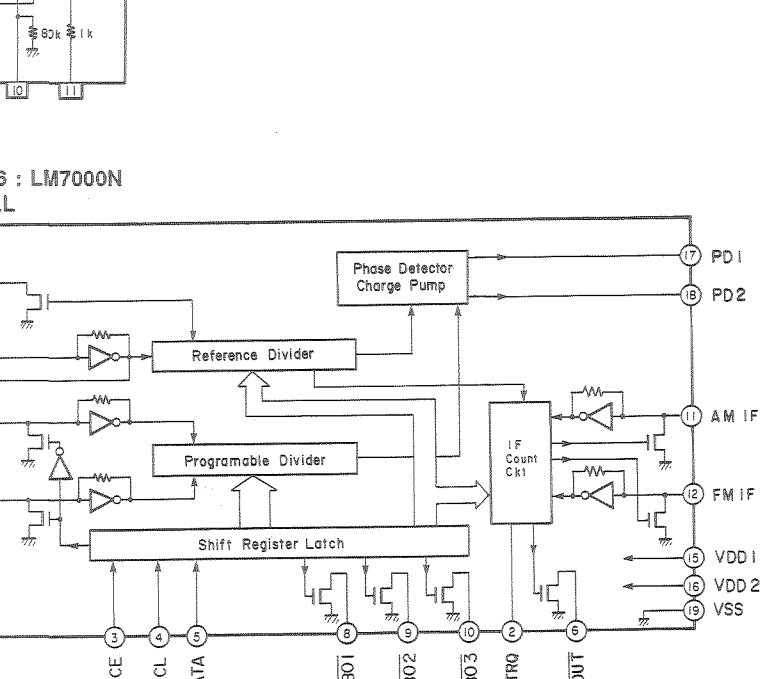 80k
1k
10
11
6 : LM7000N
LL
Phase Detector
Charge Pump
17 PD1
18 PD2
Reference Divider
11 AM IF
IF
Count
Ckt
Programable Divider
12 FM IF
Shift Register Latch
15 VDD1
16 VDD2
19 VSS
3
4
5
8
9
10
2
6
CE
CL
ATA
BO1
BO2
BO3
TRQ
OUT